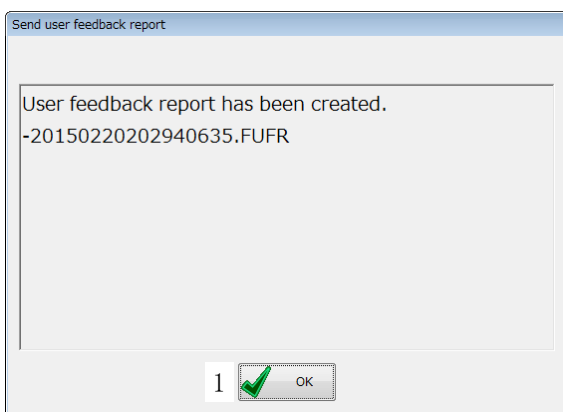 Send user feedback report
User feedback report has been created.
-20150220202940635.FUFR
1 OK